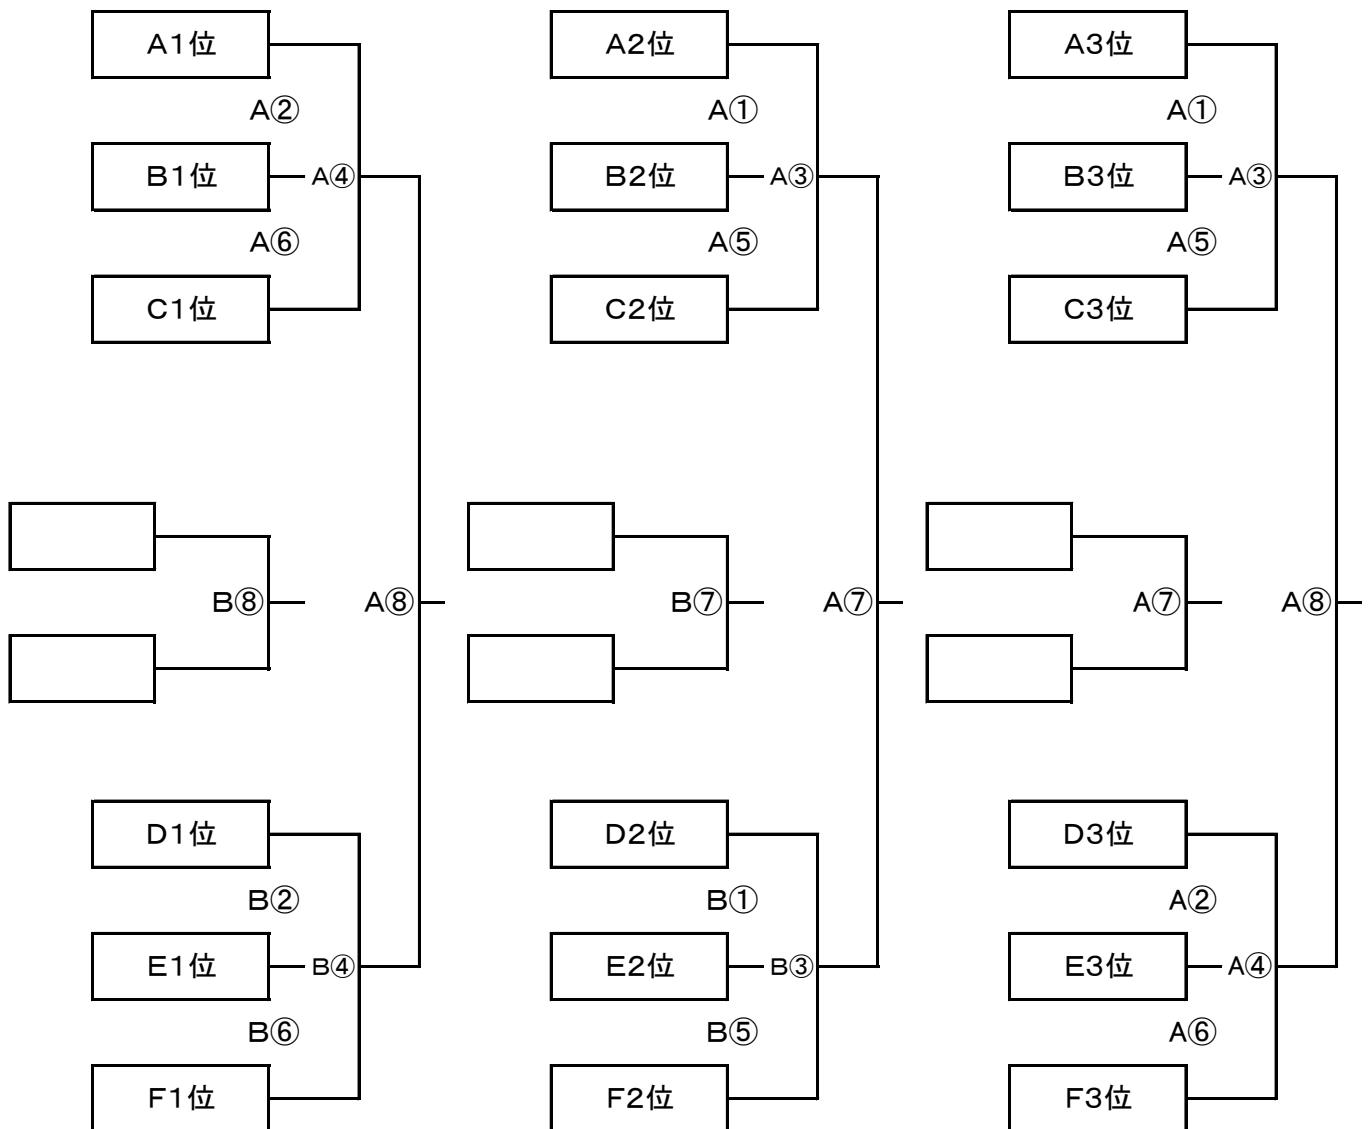 A1位 A2位 A3位
A② A① A①
B1位 A④ B2位 A③ B3位 A③
A⑥ A⑤ A⑤
C1位 C2位 C3位
B⑧ A⑧ B⑦ A⑦ A⑦ A⑧
D1位 D2位 D3位
B② B① A②
E1位 B④ E2位 B③ E3位 A④
B⑥ B⑤ A⑥
F1位 F2位 F3位